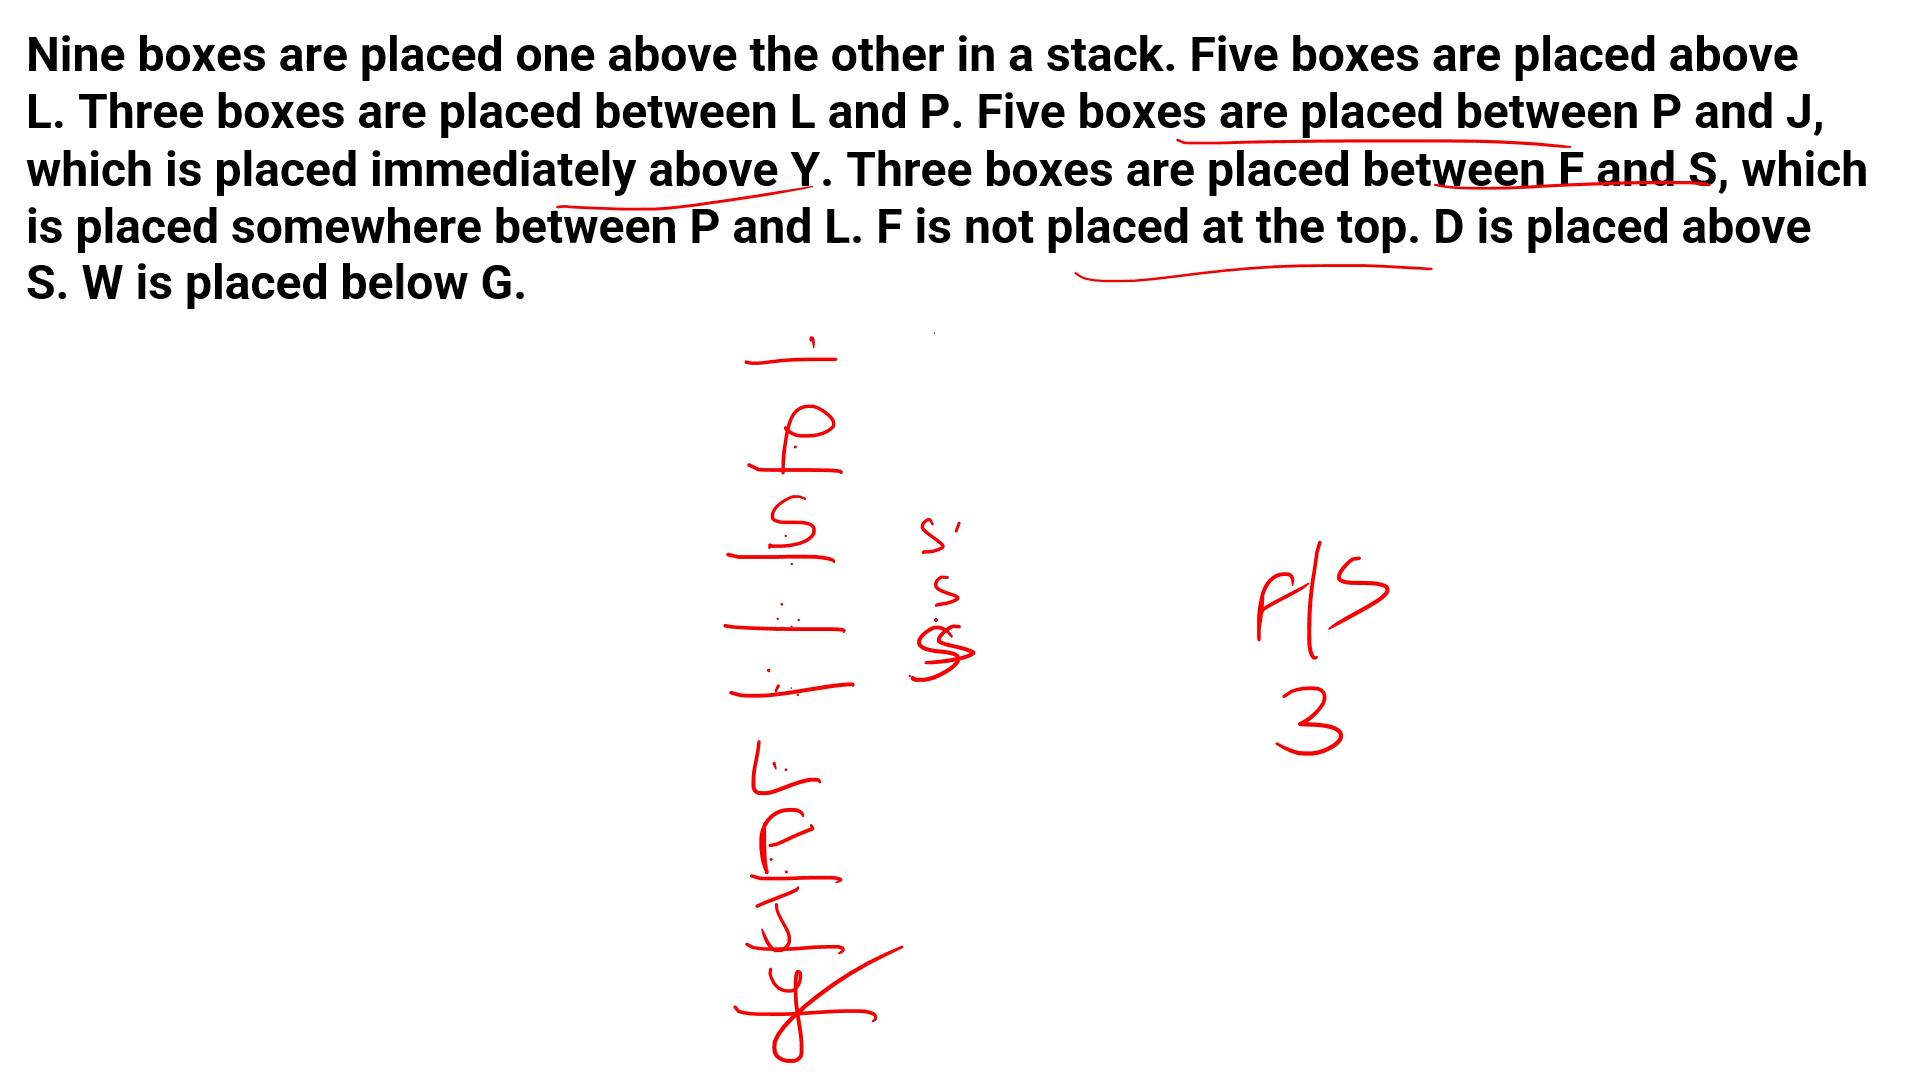 Nine boxes are placed one above the other in a stack. Five boxes are placed above
L. Three boxes are placed between L and P. Five boxes are placed between P and J,
which is placed immediately above Y. Three boxes are placed between F and S, which
is placed somewhere between P and L. F is not placed at the top. D is placed above
S. W is placed below G.
P
S S
S
S
L
F
J
Y
F/S
3